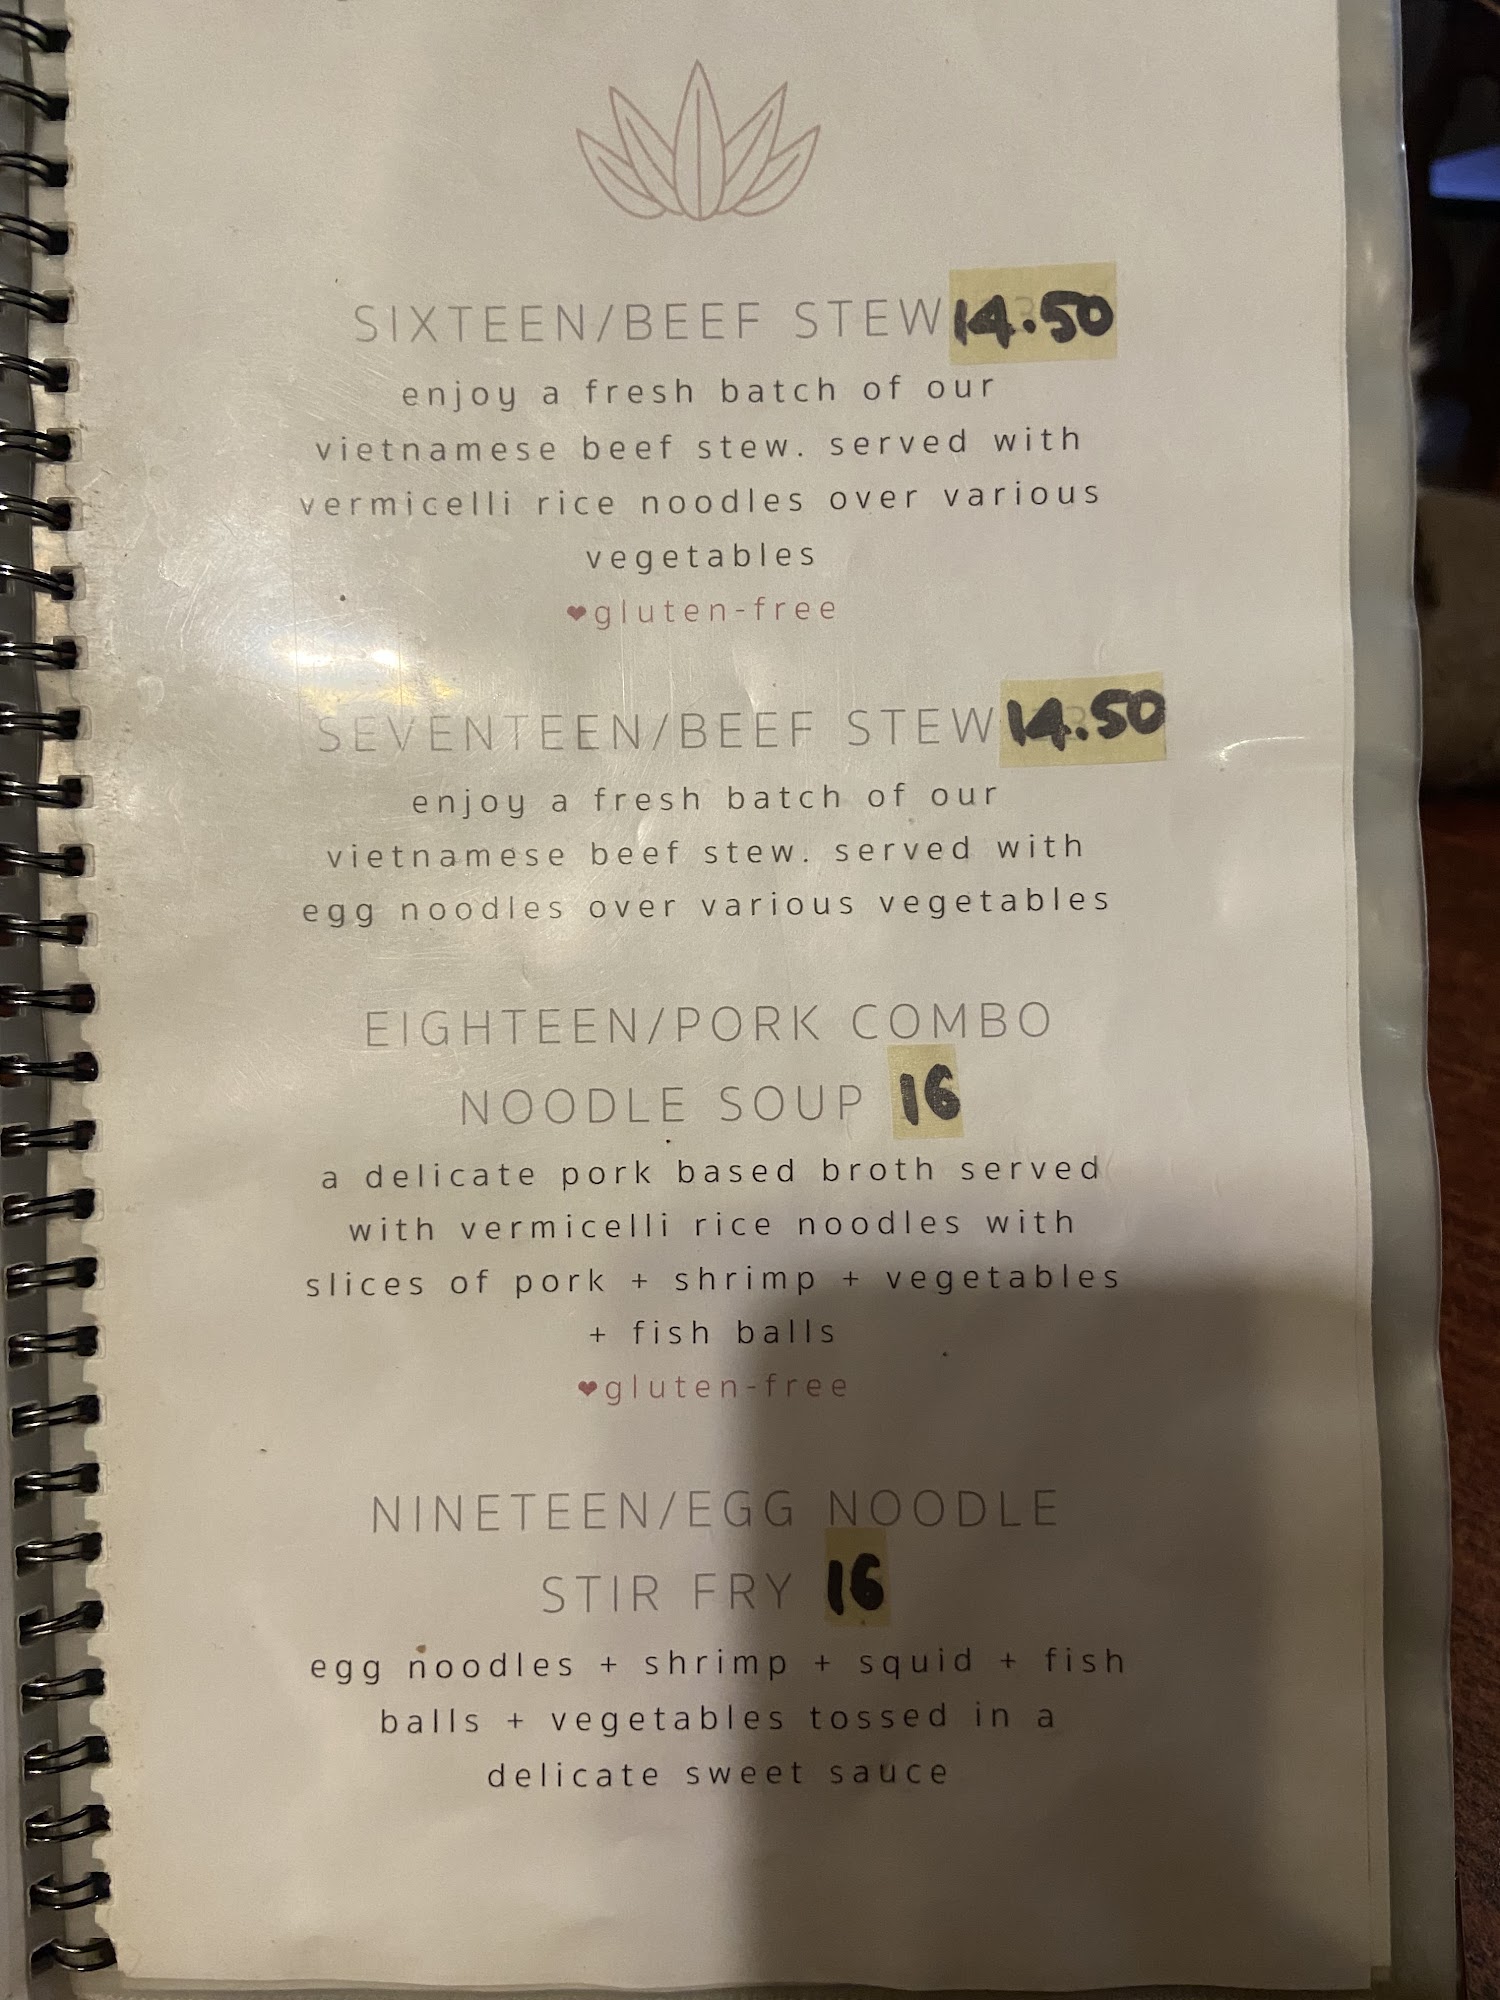 SIXTEEN/BEEF STEW 14.50
enjoy a fresh batch of our
vietnamese beef stew. served with
vermicelli rice noodles over various
vegetables
❤gluten-free
SEVENTEEN/BEEF STEW 14.50
enjoy a fresh batch of our
vietnamese beef stew. served with
egg noodles over various vegetables
EIGHTEEN/PORK COMBO
NOODLE SOUP 16
a delicate pork based broth served
with vermicelli rice noodles with
slices of pork + shrimp + vegetables
+ fish balls
❤gluten-free
NINETEEN/EGG NOODLE
STIR FRY 16
egg noodles + shrimp + squid + fish
balls + vegetables tossed in a
delicate sweet sauce